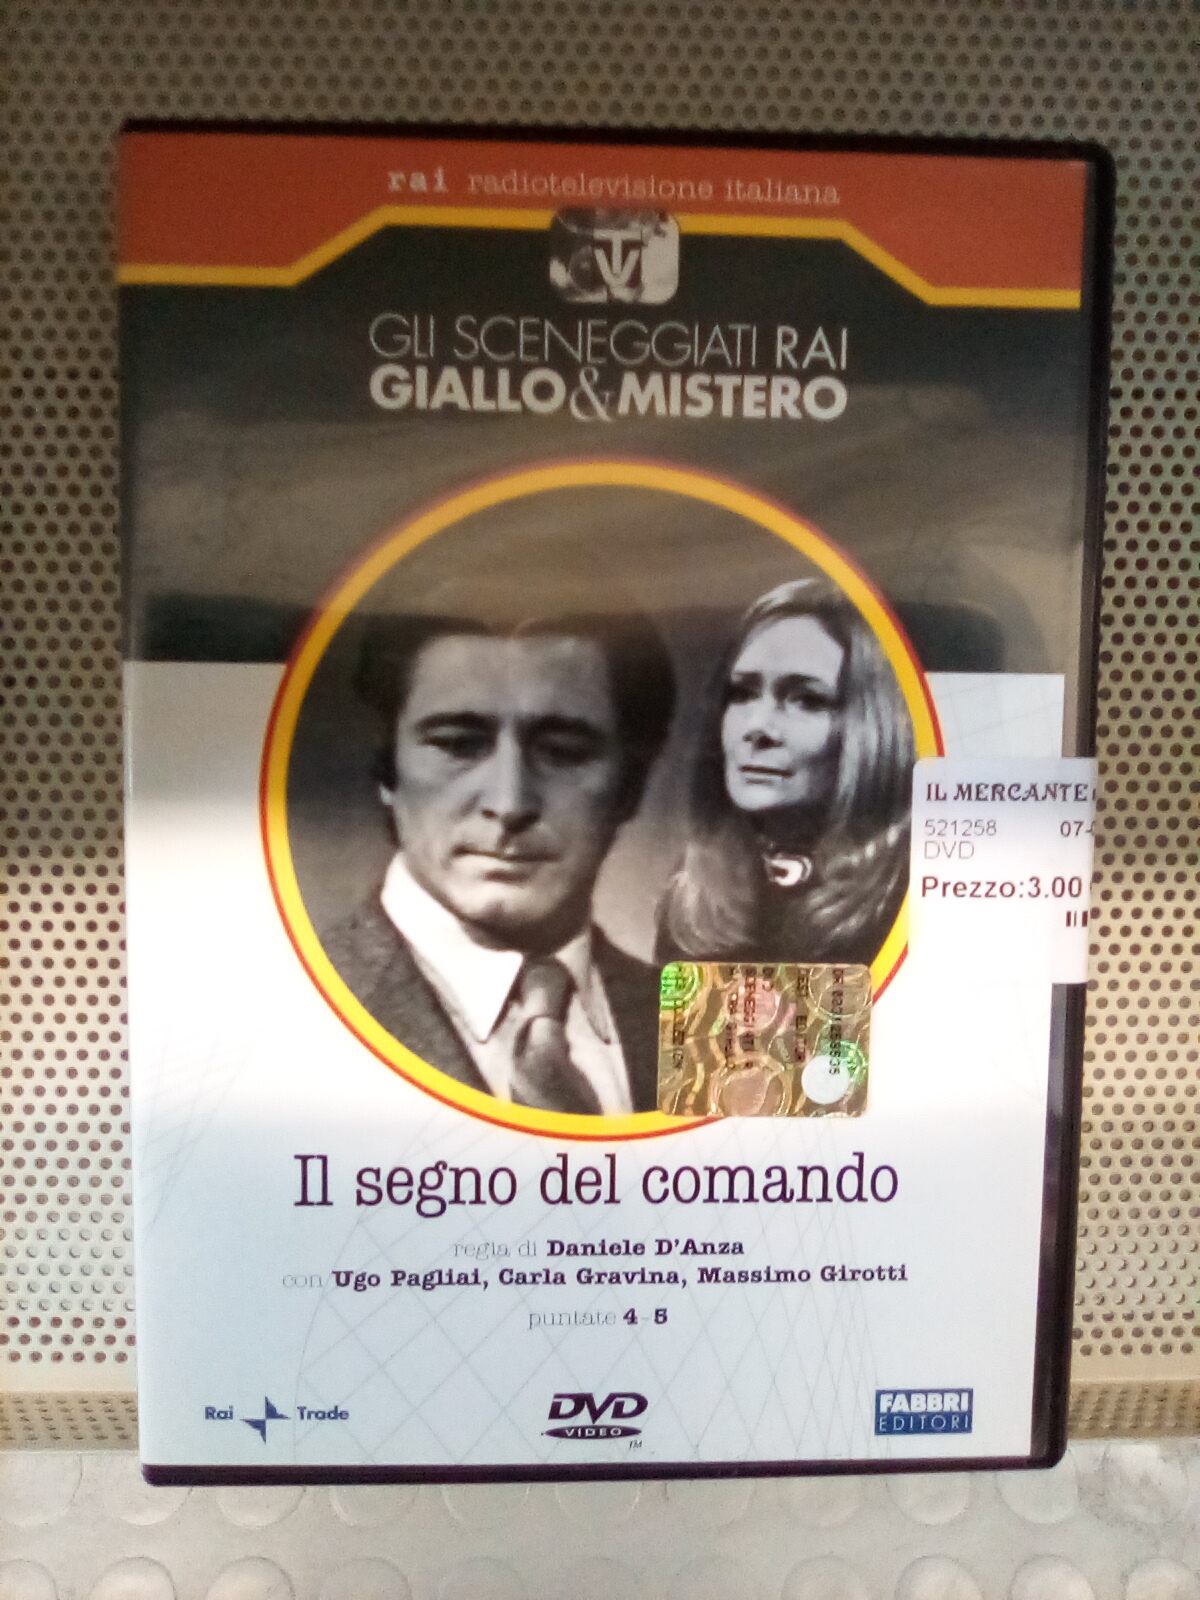 rai radiotelevisione italiana
TV
GLI SCENEGGIATI RAI
GIALLO & MISTERO
IL MERCANTE
521258 07-
DVD
Prezzo:3.00
Il segno del comando
regia di Daniele D'Anza
con Ugo Pagliai, Carla Gravina, Massimo Girotti
puntate 4-5
Rai Trade
DVD
VIDEO
TM
FABBRI
EDITORI